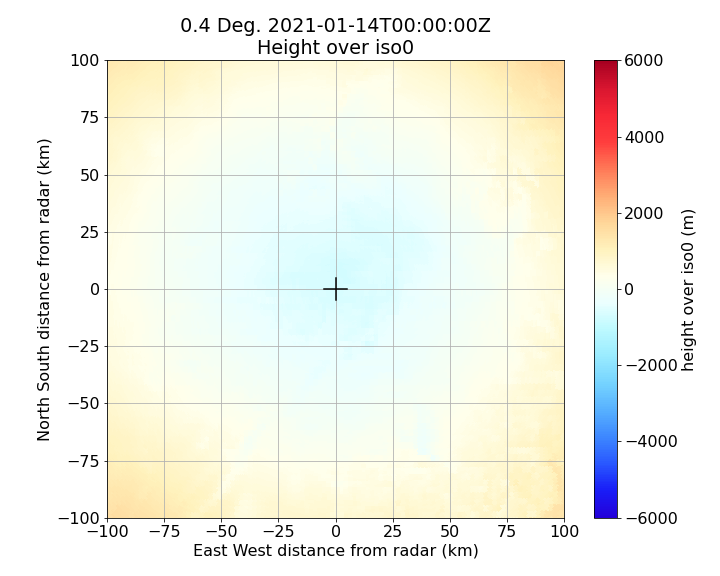 0.4 Deg. 2021-01-14T00:00:00Z
Height over iso0
100
75
50
25
0
−25
−50
−75
−100
North South distance from radar (km)
−100 −75 −50 −25 0 25 50 75 100
East West distance from radar (km)
6000
4000
2000
0
−2000
−4000
−6000
height over iso0 (m)